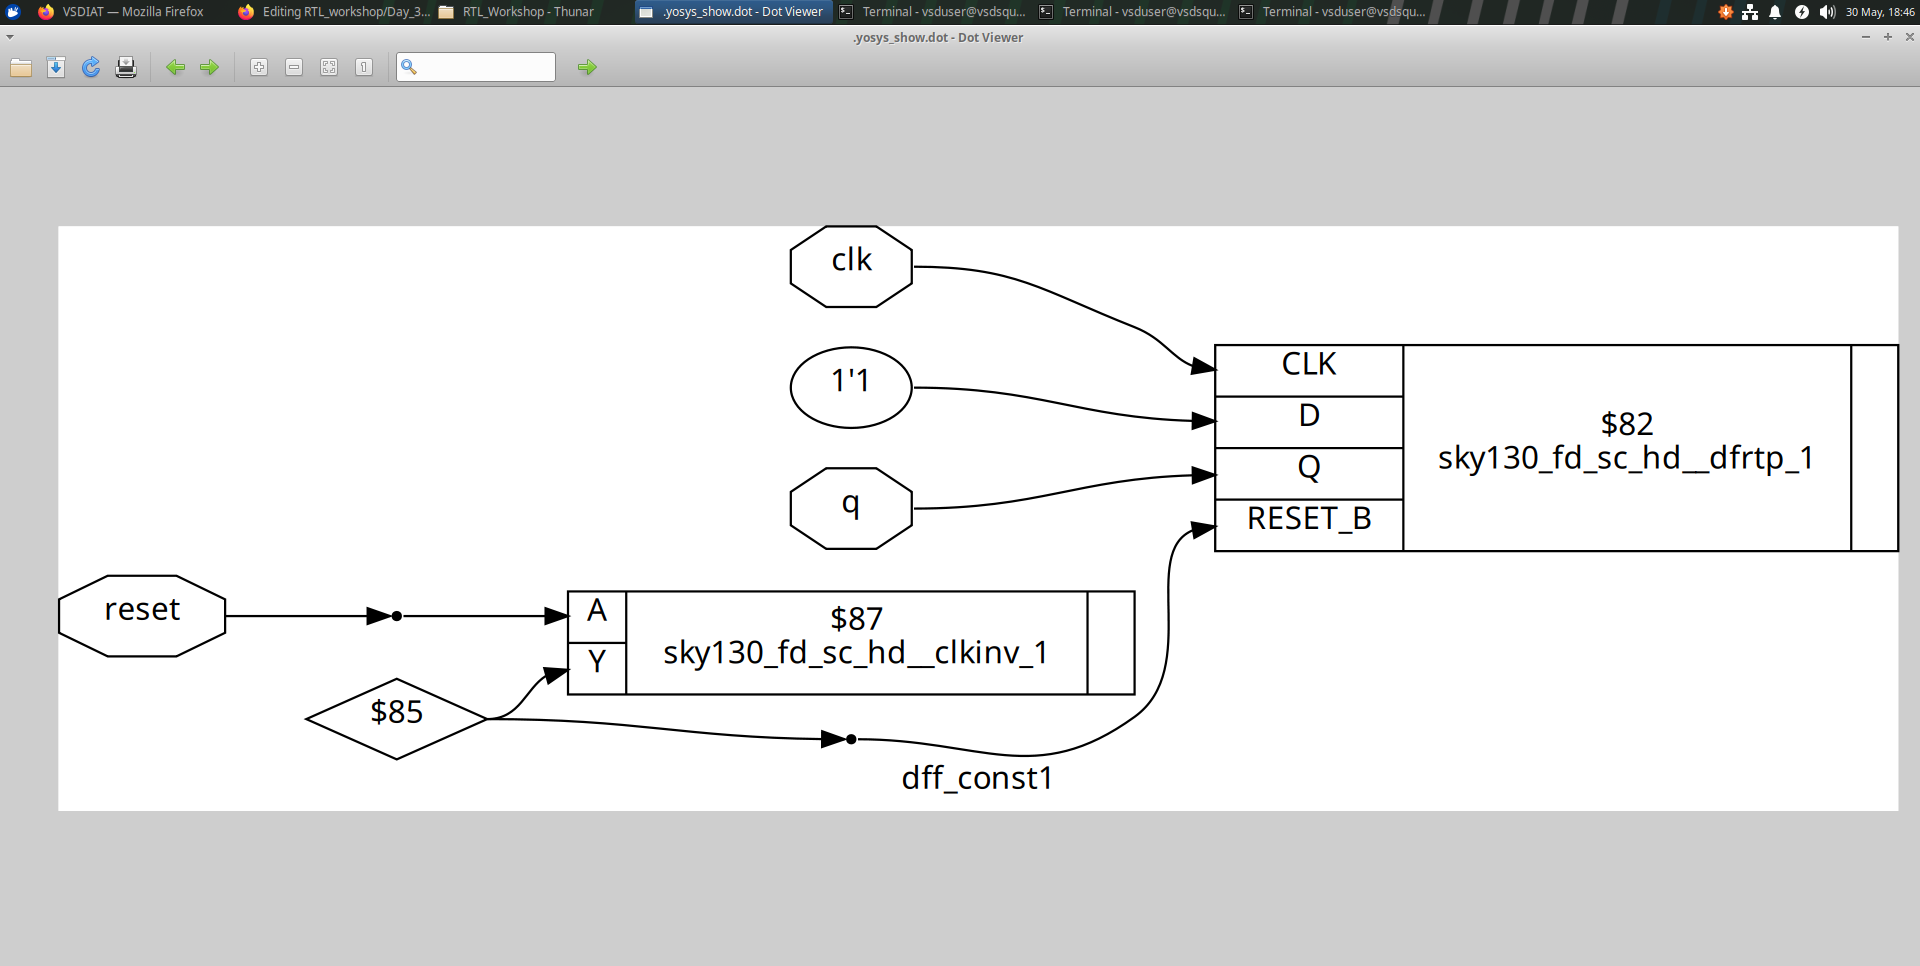 VSDIAT — Mozilla Firefox
Editing RTL_workshop/Day_3...
RTL_Workshop - Thunar
.yosys_show.dot - Dot Viewer
Terminal - vsduser@vsdsqu...
Terminal - vsduser@vsdsqu...
Terminal - vsduser@vsdsqu...
30 May, 18:46
.yosys_show.dot - Dot Viewer
clk
1'1
q
CLK
D
Q
RESET_B
$82
sky130_fd_sc_hd__dfrtp_1
reset
A
Y
$87
sky130_fd_sc_hd__clkinv_1
$85
dff_const1